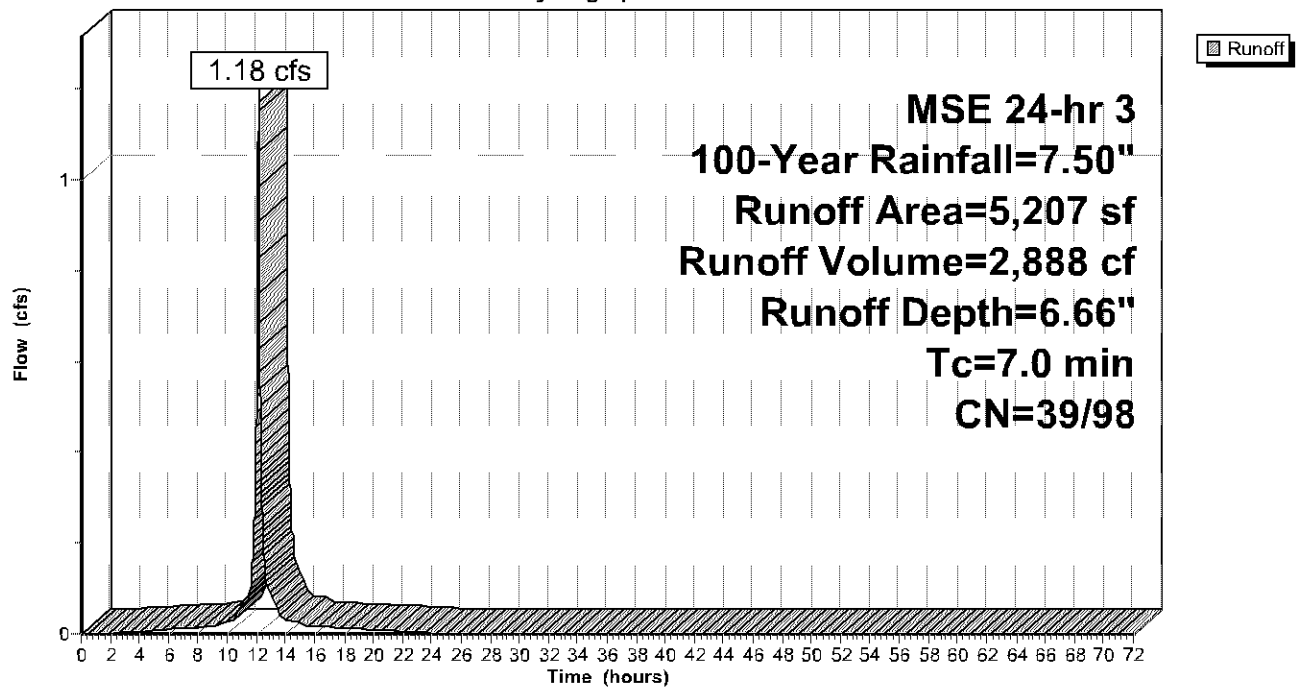 Runoff
1.18 cfs
MSE 24-hr 3
100-Year Rainfall=7.50"
Runoff Area=5,207 sf
Runoff Volume=2,888 cf
Runoff Depth=6.66"
Tc=7.0 min
CN=39/98
1
Flow (cfs)
0
0 2 4 6 8 10 12 14 16 18 20 22 24 26 28 30 32 34 36 38 40 42 44 46 48 50 52 54 56 58 60 62 64 66 68 70 72
Time (hours)